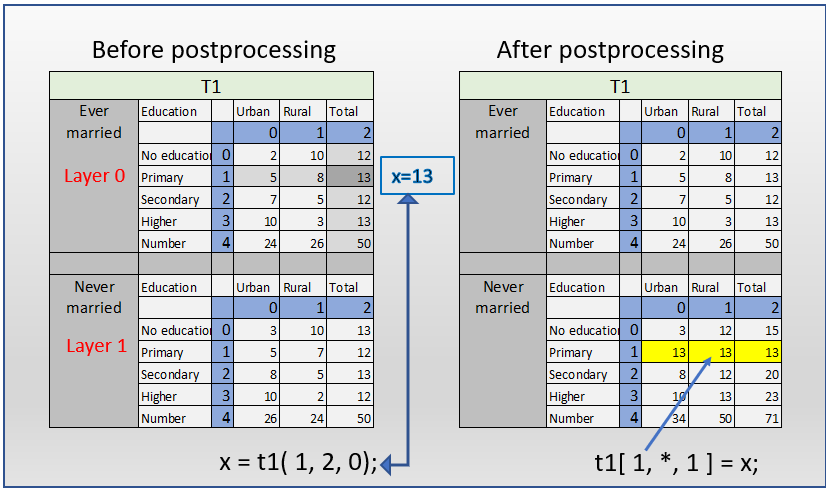 Before postprocessing
T1
Ever married Education Urban Rural Total
0 1 2
Layer 0
No education 0 2 10 12
Primary 1 5 8 13
Secondary 2 7 5 12
Higher 3 10 3 13
Number 4 24 26 50
Never married Education Urban Rural Total
0 1 2
Layer 1
No education 0 3 10 13
Primary 1 5 7 12
Secondary 2 8 5 13
Higher 3 10 2 12
Number 4 26 24 50
x = t1( 1, 2, 0);
x=13
After postprocessing
T1
Ever married Education Urban Rural Total
0 1 2
No education 0 2 10 12
Primary 1 5 8 13
Secondary 2 7 5 12
Higher 3 10 3 13
Number 4 24 26 50
Never married Education Urban Rural Total
0 1 2
No education 0 3 12 15
Primary 1 13 13 13
Secondary 2 8 12 20
Higher 3 10 13 23
Number 4 34 50 71
t1[ 1, *, 1 ] = x;